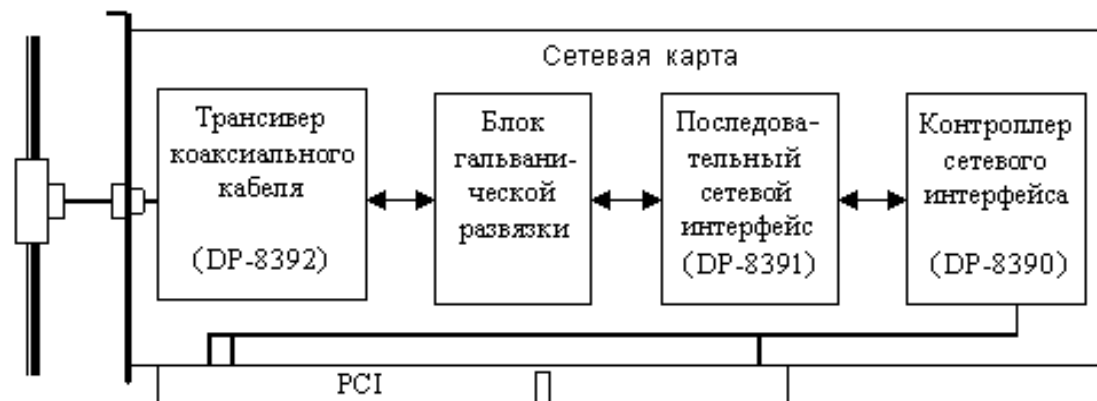 Сетевая карта
Трансивер
коаксиального
кабеля
(DP-8392)
Блок
гальвани-
ческой
развязки
Последова-
тельный
сетевой
интерфейс
(DP-8391)
Контроллер
сетевого
интерфейса
(DP-8390)
PCI